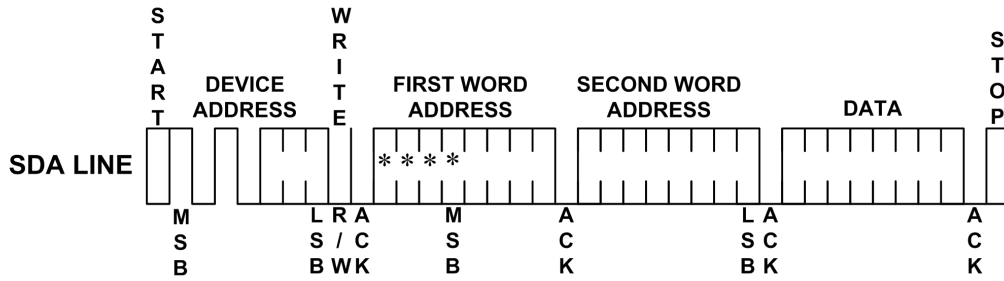 START
WRITE
STOP
DEVICE
ADDRESS
FIRST WORD
ADDRESS
SECOND WORD
ADDRESS
DATA
SDA LINE
* * * *
MSB
LSB
R/W
ACK
MSB
ACK
LSB
ACK
ACK